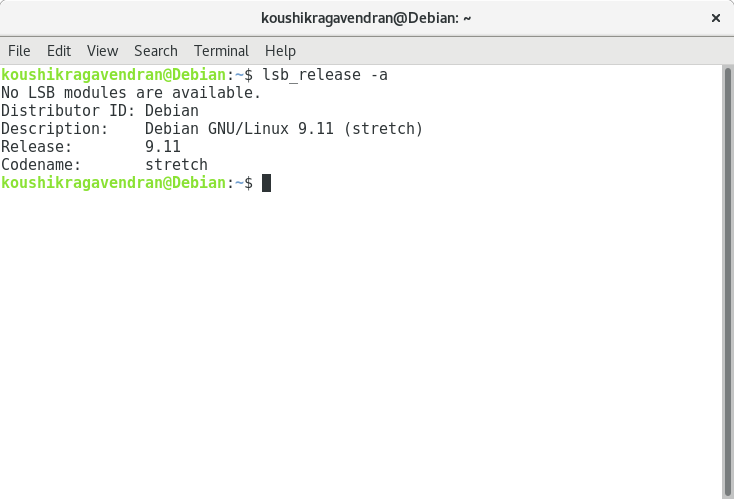 koushikragavendran@Debian: ~
×
File Edit View Search Terminal Help
koushikragavendran@Debian:~$ lsb_release -a
No LSB modules are available.
Distributor ID: Debian
Description:    Debian GNU/Linux 9.11 (stretch)
Release:        9.11
Codename:       stretch
koushikragavendran@Debian:~$